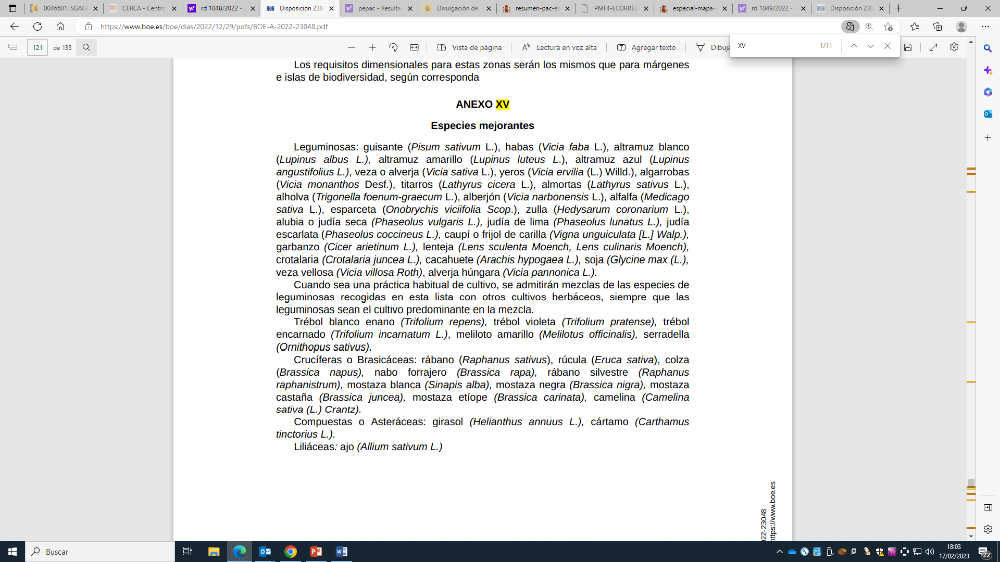 0046601: SGAGF
CERCA - Centro
rd 1048/2022 - F
Disposición 230
pepac - Resultac
Divulgación del
resumen-pac-es
PMF4-ECORREG
especial-mapa-v
rd 1049/2022 - F
Disposición 230
https://www.boe.es/boe/dias/2022/12/29/pdfs/BOE-A-2022-23048.pdf
121 de 133
Vista de página
Lectura en voz alta
Agregar texto
Dibuja
XV 1/11
Los requisitos dimensionales para estas zonas serán los mismos que para márgenes
e islas de biodiversidad, según corresponda
ANEXO XV
Especies mejorantes
Leguminosas: guisante (Pisum sativum L.), habas (Vicia faba L.), altramuz blanco
(Lupinus albus L.), altramuz amarillo (Lupinus luteus L.), altramuz azul (Lupinus
angustifolius L.), veza o alverja (Vicia sativa L.), yeros (Vicia ervilia (L.) Willd.), algarrobas
(Vicia monanthos Desf.), titarros (Lathyrus cicera L.), almortas (Lathyrus sativus L.),
alholva (Trigonella foenum-graecum L.), alberjón (Vicia narbonensis L.), alfalfa (Medicago
sativa L.), esparceta (Onobrychis viciifolia Scop.), zulla (Hedysarum coronarium L.),
alubia o judía seca (Phaseolus vulgaris L.), judía de lima (Phaseolus lunatus L.), judía
escarlata (Phaseolus coccineus L.), caupí o frijol de carilla (Vigna unguiculata [L.] Walp.),
garbanzo (Cicer arietinum L.), lenteja (Lens sculenta Moench, Lens culinaris Moench),
crotalaria (Crotalaria juncea L.), cacahuete (Arachis hypogaea L.), soja (Glycine max (L.),
veza vellosa (Vicia villosa Roth), alverja húngara (Vicia pannonica L.).
Cuando sea una práctica habitual de cultivo, se admitirán mezclas de las especies de
leguminosas recogidas en esta lista con otros cultivos herbáceos, siempre que las
leguminosas sean el cultivo predominante en la mezcla.
Trébol blanco enano (Trifolium repens), trébol violeta (Trifolium pratense), trébol
encarnado (Trifolium incarnatum L.), meliloto amarillo (Melilotus officinalis), serradella
(Ornithopus sativus).
Crucíferas o Brasicáceas: rábano (Raphanus sativus), rúcula (Eruca sativa), colza
(Brassica napus), nabo forrajero (Brassica rapa), rábano silvestre (Raphanus
raphanistrum), mostaza blanca (Sinapis alba), mostaza negra (Brassica nigra), mostaza
castaña (Brassica juncea), mostaza etíope (Brassica carinata), camelina (Camelina
sativa (L.) Crantz).
Compuestas o Asteráceas: girasol (Helianthus annuus L.), cártamo (Carthamus
tinctorius L.).
Liliáceas: ajo (Allium sativum L.)
022-23048
https://www.boe.es
Buscar
18:03
17/02/2023
22